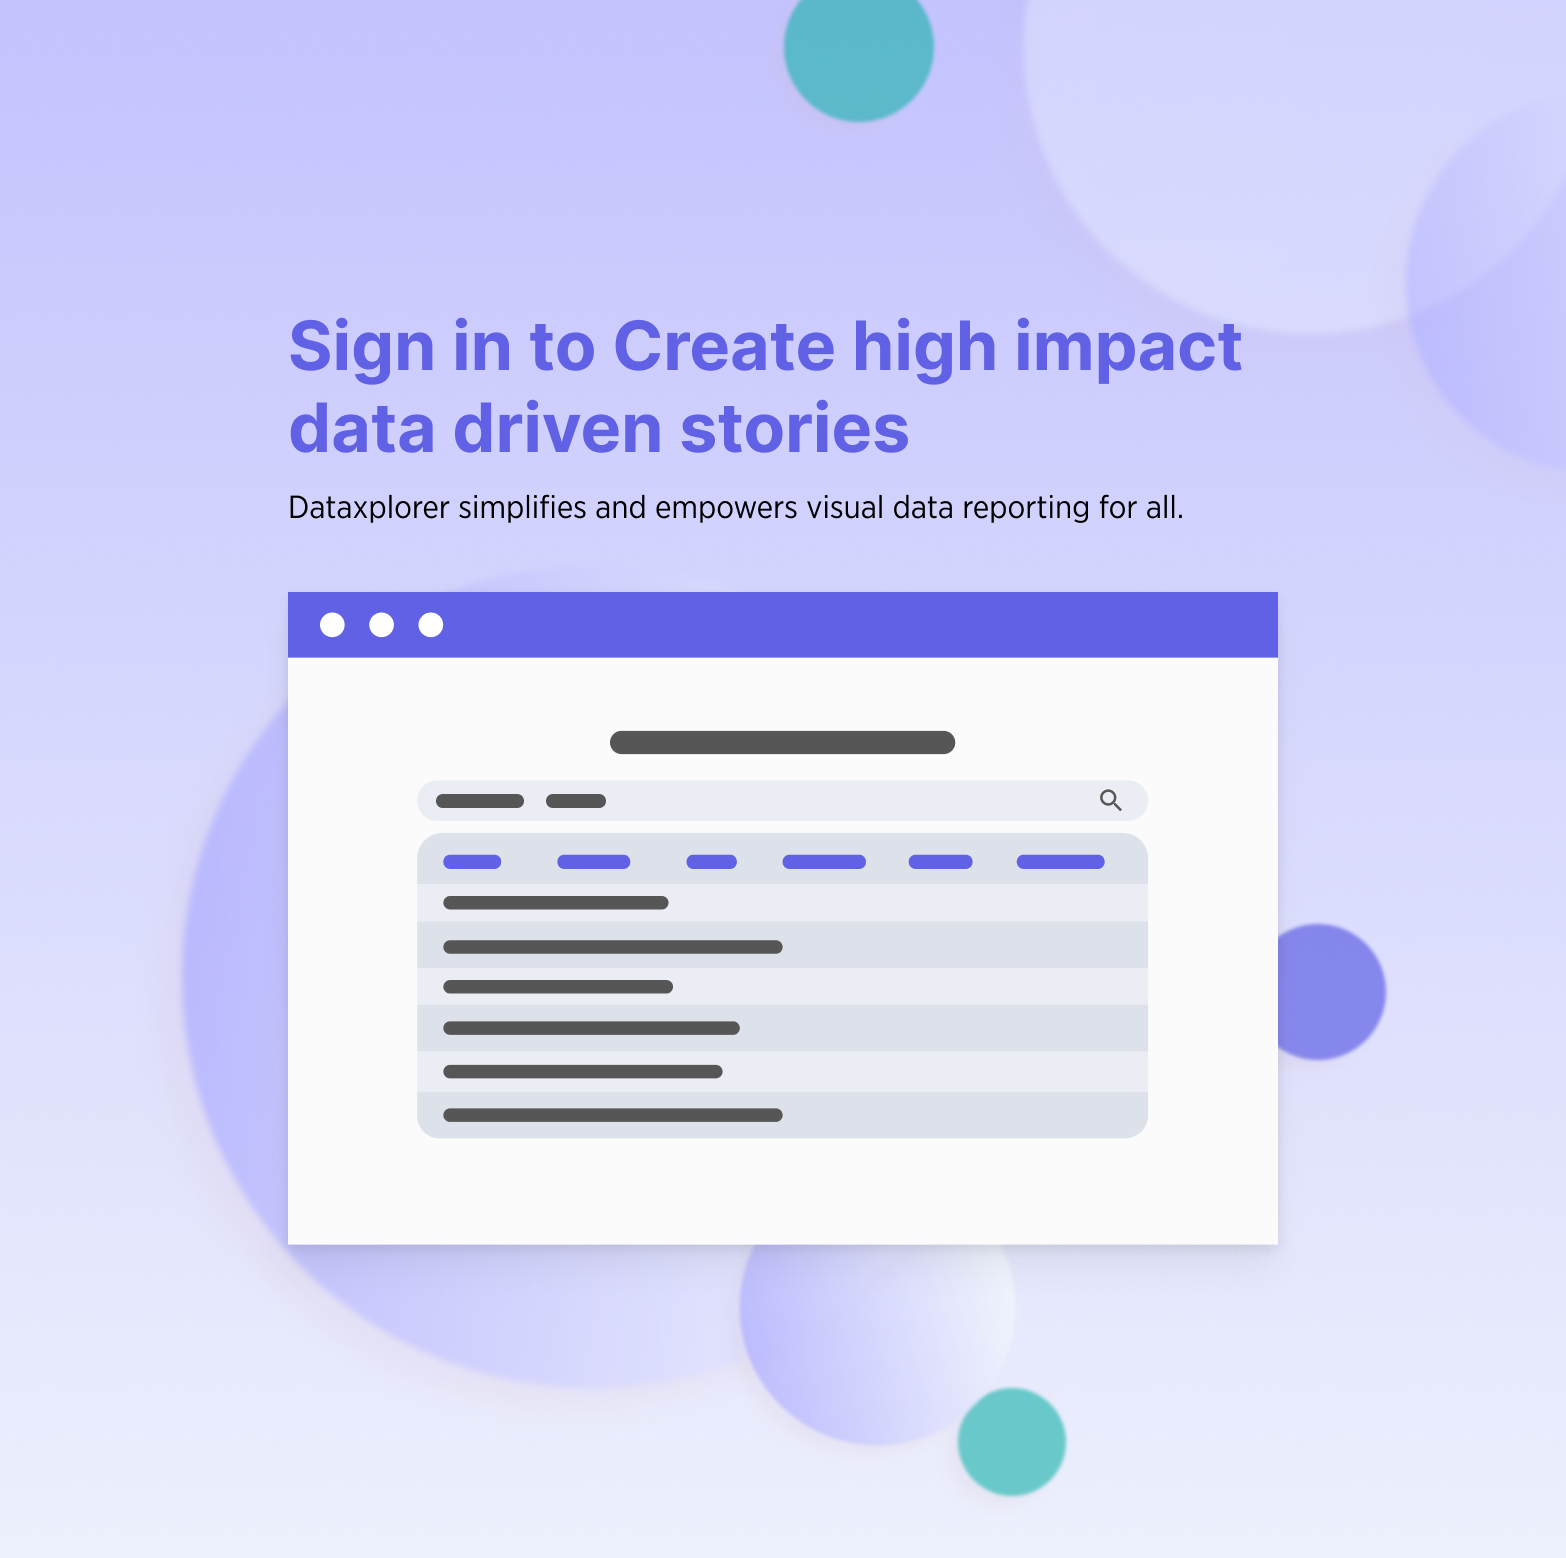 Sign in to Create high impact
data driven stories
Dataxplorer simplifies and empowers visual data reporting for all.